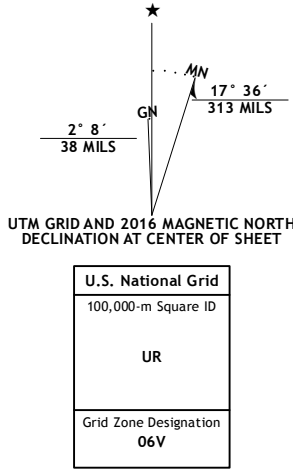 MN
GN
17° 36´
313 MILS
2° 8´
38 MILS
UTM GRID AND 2016 MAGNETIC NORTH
DECLINATION AT CENTER OF SHEET
U.S. National Grid
100,000-m Square ID
UR
Grid Zone Designation
06V